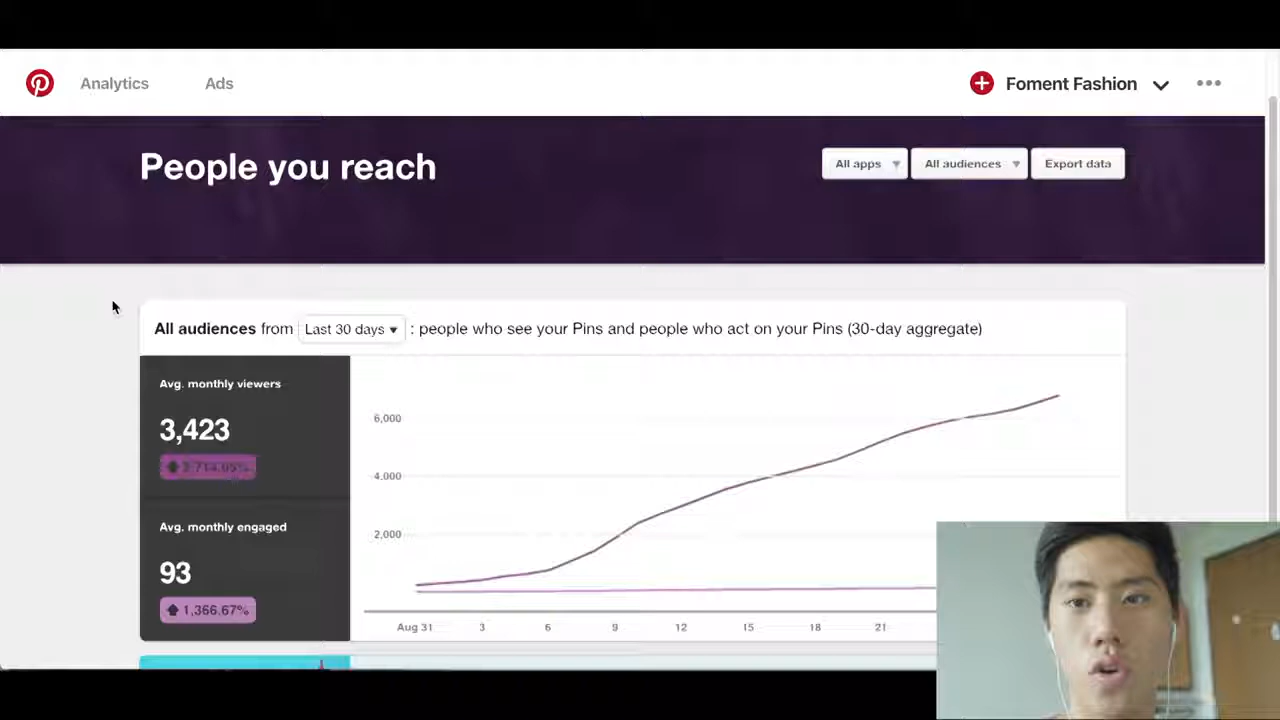 Analytics Ads Foment Fashion
People you reach
All apps All audiences Export data
All audiences from Last 30 days : people who see your Pins and people who act on your Pins (30-day aggregate)
Avg. monthly viewers
3,423
6,000
4,000
2,000
Avg. monthly engaged
93
1,366.67%
Aug 31 3 6 9 12 15 18 21